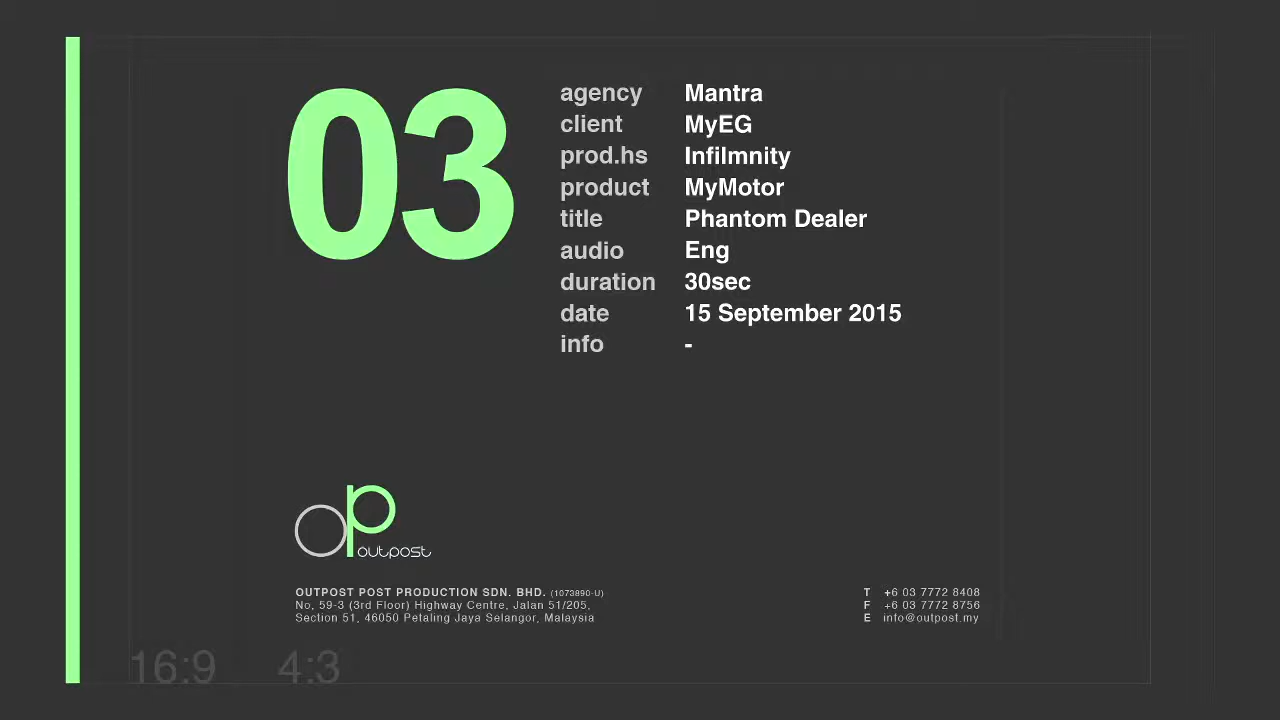 03
agency Mantra
client MyEG
prod.hs Infilmnity
product MyMotor
title Phantom Dealer
audio Eng
duration 30sec
date 15 September 2015
info -
op outpost
OUTPOST POST PRODUCTION SDN. BHD. (1073890-U)
No, 59-3 (3rd Floor) Highway Centre, Jalan 51/205,
Section 51, 46050 Petaling Jaya Selangor, Malaysia
T +6 03 7772 8408
F +6 03 7772 8756
E info@outpost.my
16:9 4:3